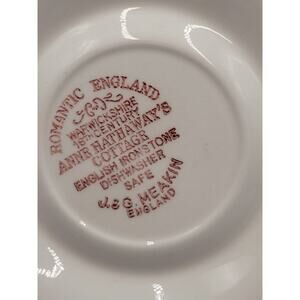 ROMANTIC ENGLAND
WARWICKSHIRE
16TH CENTURY
ANNE HATHAWAY'S
COTTAGE
ENGLISH IRONSTONE
DISHWASHER
SAFE
J. & G. MEAKIN
ENGLAND